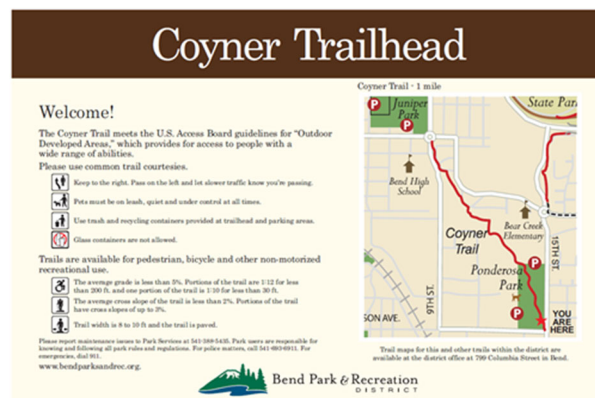 Coyner Trailhead
Coyner Trail · 1 mile
Welcome!
The Coyner Trail meets the U.S. Access Board guidelines for "Outdoor
Developed Areas," which provides for access to people with a
wide range of abilities.
Please use common trail courtesies.
Keep to the right. Pass on the left and let slower traffic know you're passing.
Pets must be on leash, quiet and under control at all times.
Use trash and recycling containers provided at trailhead and parking areas.
Glass containers are not allowed.
Trails are available for pedestrian, bicycle and other non-motorized
recreational use.
The average grade is less than 5%. Portions of the trail are 1:12 for less
than 200 ft. and one portion of the trail is 1:10 for less than 30 ft.
The average cross slope of the trail is less than 2%. Portions of the trail
have cross slopes of up to 3%.
Trail width is 8 to 10 feet and the trail is paved.
Please report maintenance issues to Park Services at 541-388-5435. Park users are responsible for
knowing and following all park rules and regulations. For police matters, call 541-693-6911. For
emergencies, dial 911.
www.bendparksandrec.org.
P
Juniper
Park
P
State Park
Bend High
School
Bear Creek
Elementary
Coyner
Trail
15TH ST.
P
Ponderosa
Park
9TH ST.
P
SON AVE.
YOU
ARE
HERE
Trail maps for this and other trails within the district are
available at the district office at 799 Columbia Street in Bend.
Bend Park & Recreation
DISTRICT